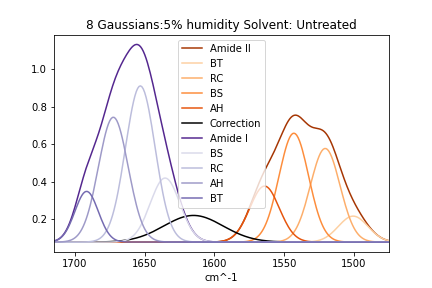 8 Gaussians:5% humidity Solvent: Untreated
Amide II
BT
RC
BS
AH
Correction
Amide I
BS
RC
AH
BT
1.0
0.8
0.6
0.4
0.2
1700
1650
1600
1550
1500
cm^-1